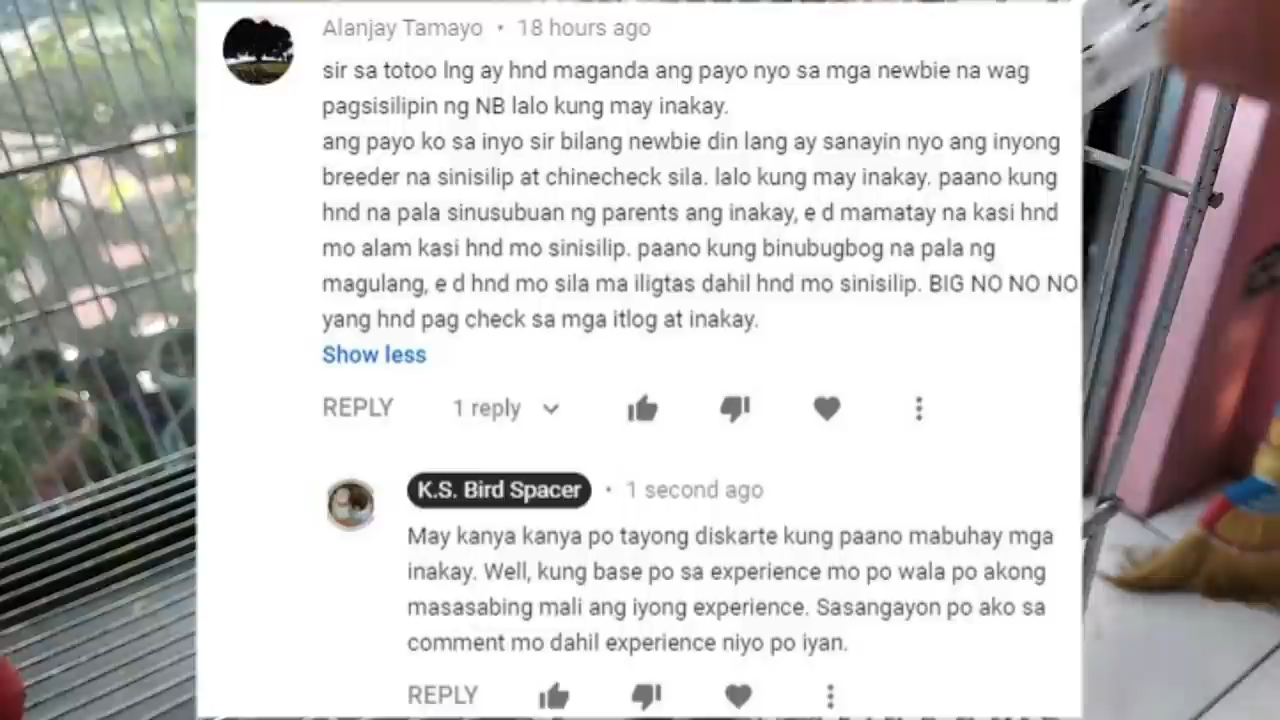 Alanjay Tamayo • 18 hours ago
sir sa totoo lng ay hnd maganda ang payo nyo sa mga newbie na wag
pagsisilipin ng NB lalo kung may inakay.
ang payo ko sa inyo sir bilang newbie din lang ay sanayin nyo ang inyong
breeder na sinisilip at chinecheck sila. lalo kung may inakay. paano kung
hnd na pala sinusubuan ng parents ang inakay, e d mamatay na kasi hnd
mo alam kasi hnd mo sinisilip. paano kung binubugbog na pala ng
magulang, e d hnd mo sila ma iligtas dahil hnd mo sinisilip. BIG NO NO NO
yang hnd pag check sa mga itlog at inakay.
Show less
REPLY 1 reply
K.S. Bird Spacer • 1 second ago
May kanya kanya po tayong diskarte kung paano mabuhay mga
inakay. Well, kung base po sa experience mo po wala po akong
masasabing mali ang iyong experience. Sasangayon po ako sa
comment mo dahil experience niyo po iyan.
REPLY